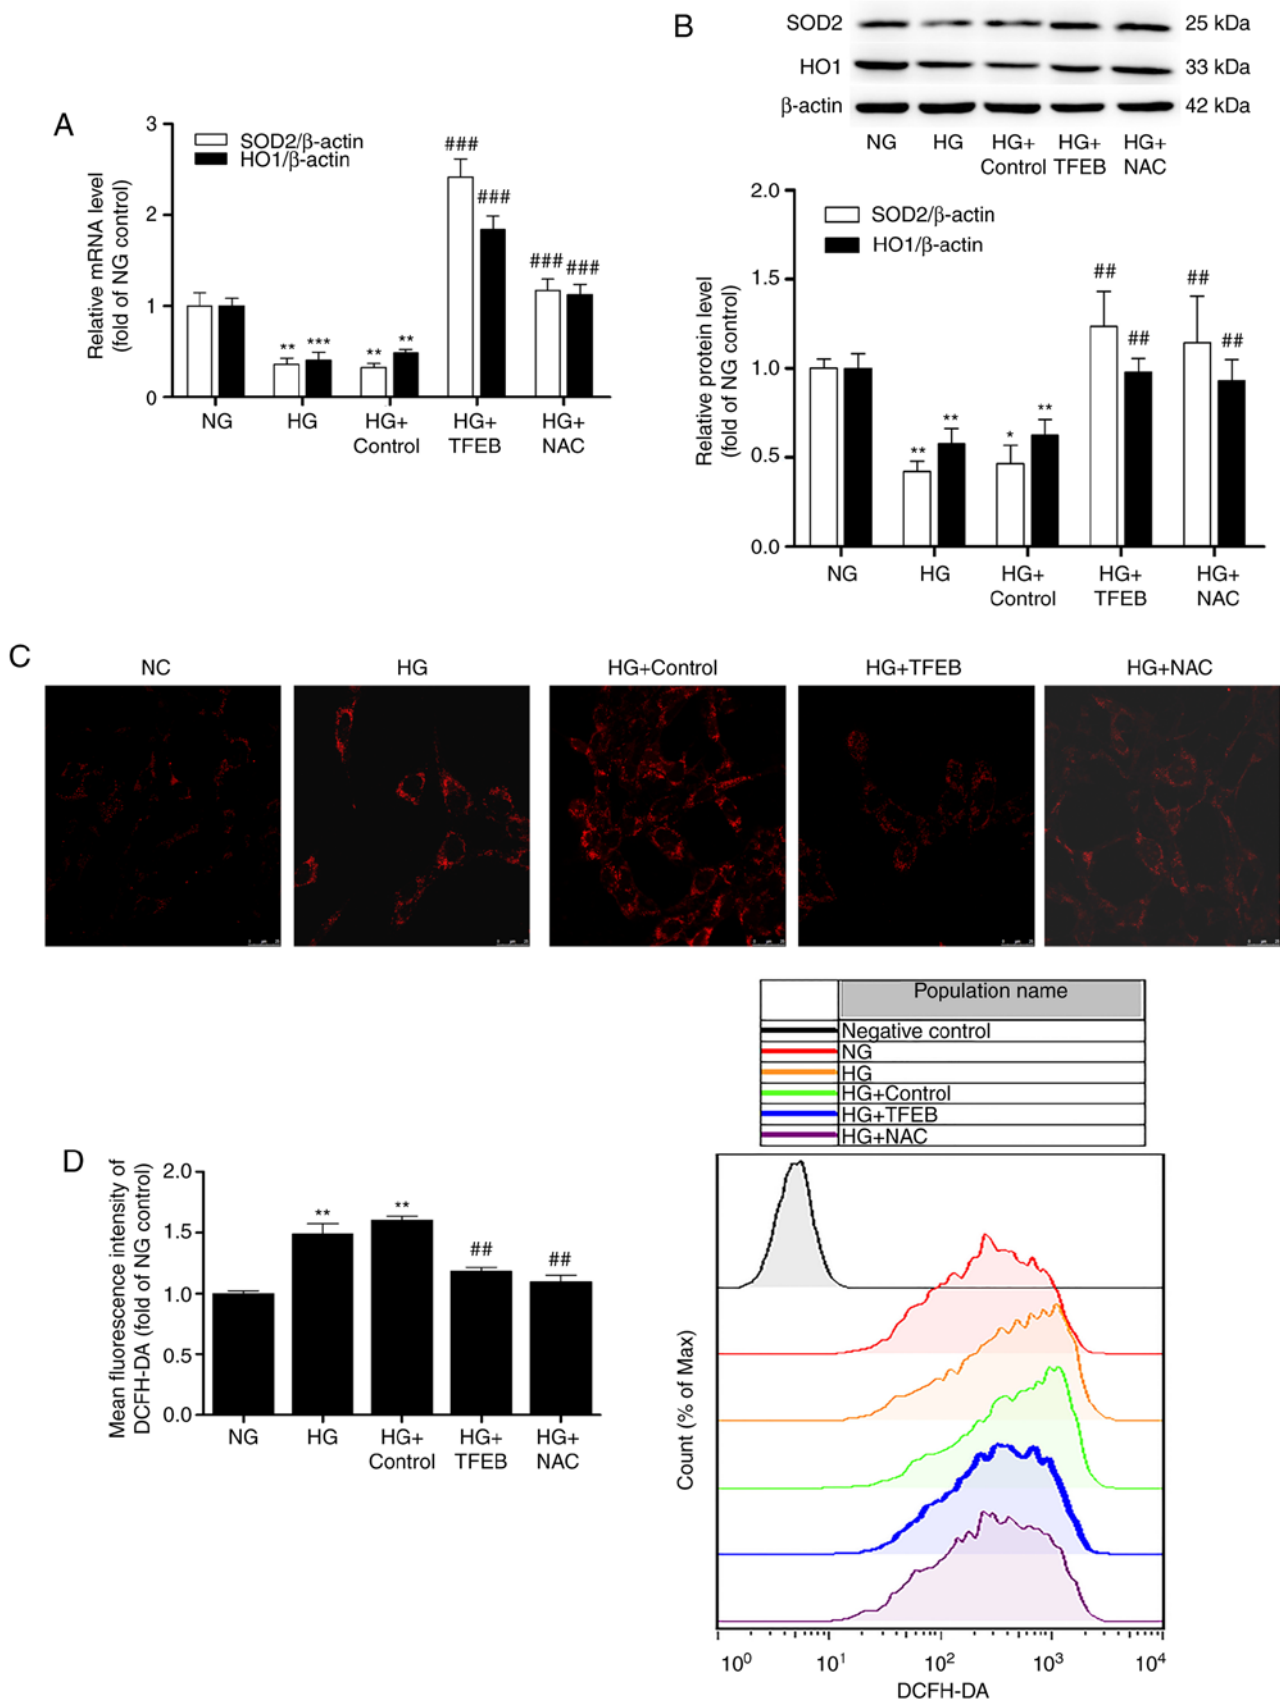 B
SOD2 25 kDa
HO1 33 kDa
β-actin 42 kDa
NG HG HG+ HG+ HG+
Control TFEB NAC
A
3
2
1
0
Relative mRNA level
(fold of NG control)
SOD2/β-actin
HO1/β-actin
** *** ** ** ### ### ### ###
NG HG HG+ HG+ HG+
Control TFEB NAC
2.0
1.5
1.0
0.5
0.0
Relative protein level
(fold of NG control)
SOD2/β-actin
HO1/β-actin
** ** * ** ## ## ## ##
NG HG HG+ HG+ HG+
Control TFEB NAC
C
NC HG HG+Control HG+TFEB HG+NAC
Population name
Negative control
NG
HG
HG+Control
HG+TFEB
HG+NAC
D
2.0
1.5
1.0
0.5
0.0
Mean fluorescence intensity of
DCFH-DA (fold of NG control)
** ** ## ##
NG HG HG+ HG+ HG+
Control TFEB NAC
Count (% of Max)
10⁰ 10¹ 10² 10³ 10⁴
DCFH-DA